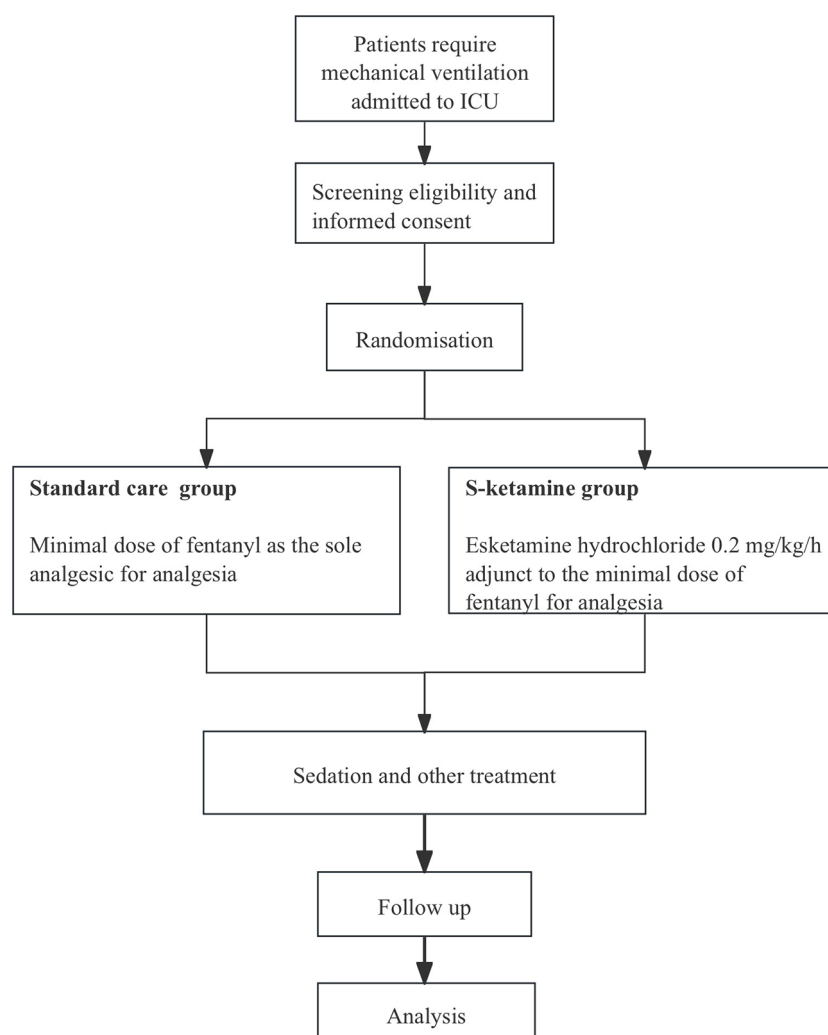 Patients require
mechanical ventilation
admitted to ICU
Screening eligibility and
informed consent
Randomisation
Standard care group
Minimal dose of fentanyl as the sole
analgesic for analgesia
S-ketamine group
Esketamine hydrochloride 0.2 mg/kg/h
adjunct to the minimal dose of
fentanyl for analgesia
Sedation and other treatment
Follow up
Analysis